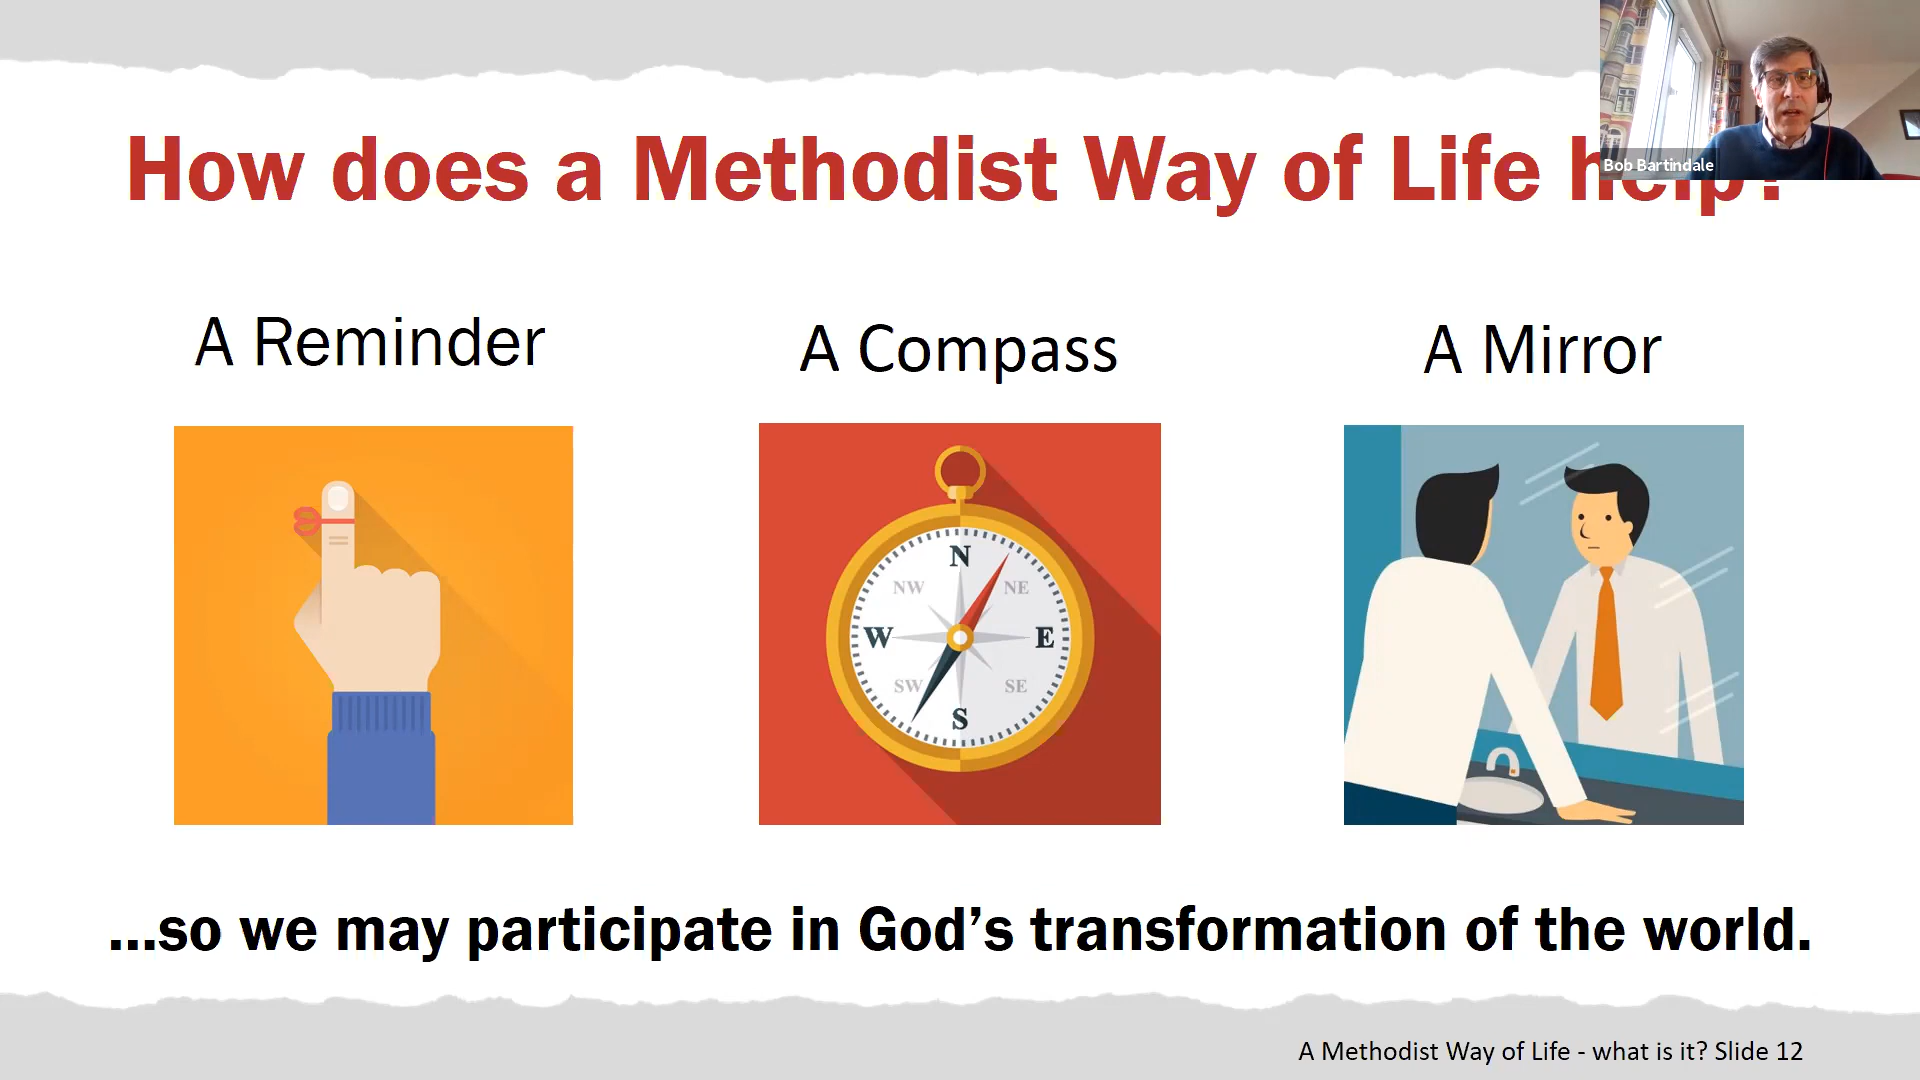 How does a Methodist Way of Life help?
Bob Bartindale
A Reminder
A Compass
A Mirror
N
NW
NE
W
E
SW
SE
S
...so we may participate in God’s transformation of the world.
A Methodist Way of Life - what is it? Slide 12